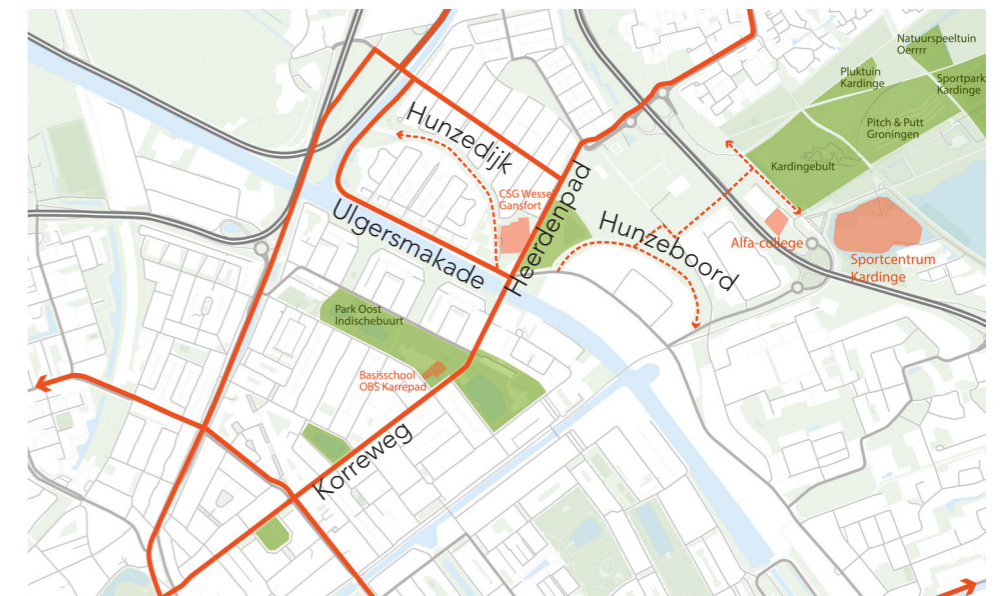 Natuurspeeltuin
Oerrrr
Pluktuin
Kardinge
Sportpark
Kardinge
Pitch & Putt
Groningen
Kardingebult
Hunzedijk
CSG Wessel
Gansfort
Heerdenpad
Hunzeboord
Ulgersmakade
Alfa-college
Sportcentrum
Kardinge
Park Oost
Indischebuurt
Basisschool
OBS Karrepad
Korreweg